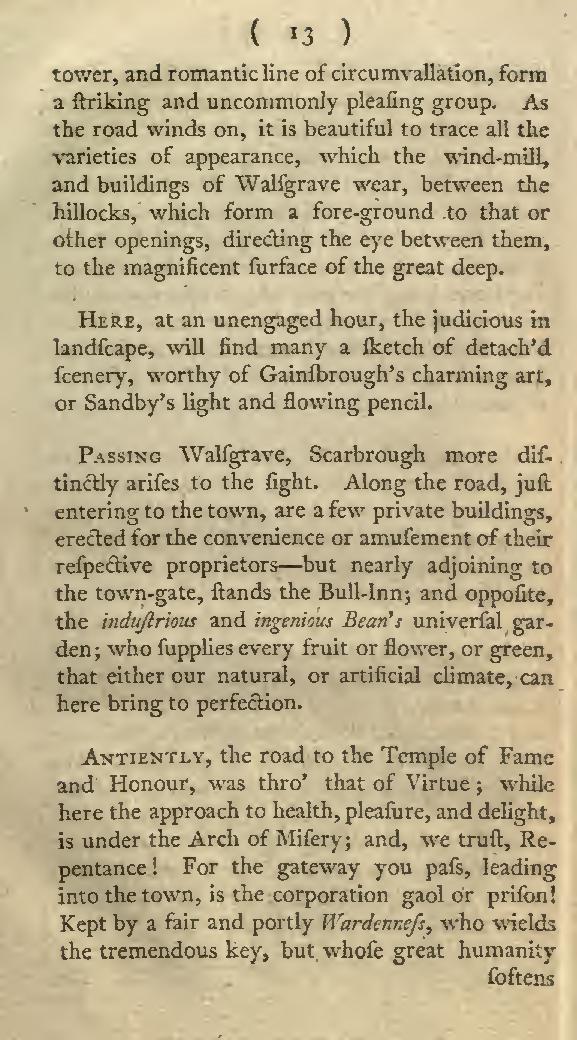 ( 13 )
tower, and romantic line of circumvallation, form
a ſtriking and uncommonly pleaſing group. As
the road winds on, it is beautiful to trace all the
varieties of appearance, which the wind-mill,
and buildings of Walſgrave wear, between the
hillocks, which form a fore-ground to that or
other openings, directing the eye between them,
to the magnificent ſurface of the great deep.
HERE, at an unengaged hour, the judicious in
landſcape, will find many a ſketch of detach'd
ſcenery, worthy of Gainſbrough's charming art,
or Sandby's light and flowing pencil.
PASSING Walſgrave, Scarbrough more diſ-
tinctly ariſes to the ſight. Along the road, juſt
entering to the town, are a few private buildings,
erected for the convenience or amuſement of their
reſpective proprietors—but nearly adjoining to
the town-gate, ſtands the Bull-Inn; and oppoſite,
the induſtrious and ingenious Bean's univerſal gar-
den; who ſupplies every fruit or flower, or green,
that either our natural, or artificial climate, can
here bring to perfection.
ANTIENTLY, the road to the Temple of Fame
and Honour, was thro' that of Virtue; while
here the approach to health, pleaſure, and delight,
is under the Arch of Miſery; and, we truſt, Re-
pentance! For the gateway you paſs, leading
into the town, is the corporation gaol or priſon!
Kept by a fair and portly Wardenneſs, who wields
the tremendous key, but whoſe great humanity
ſoftens